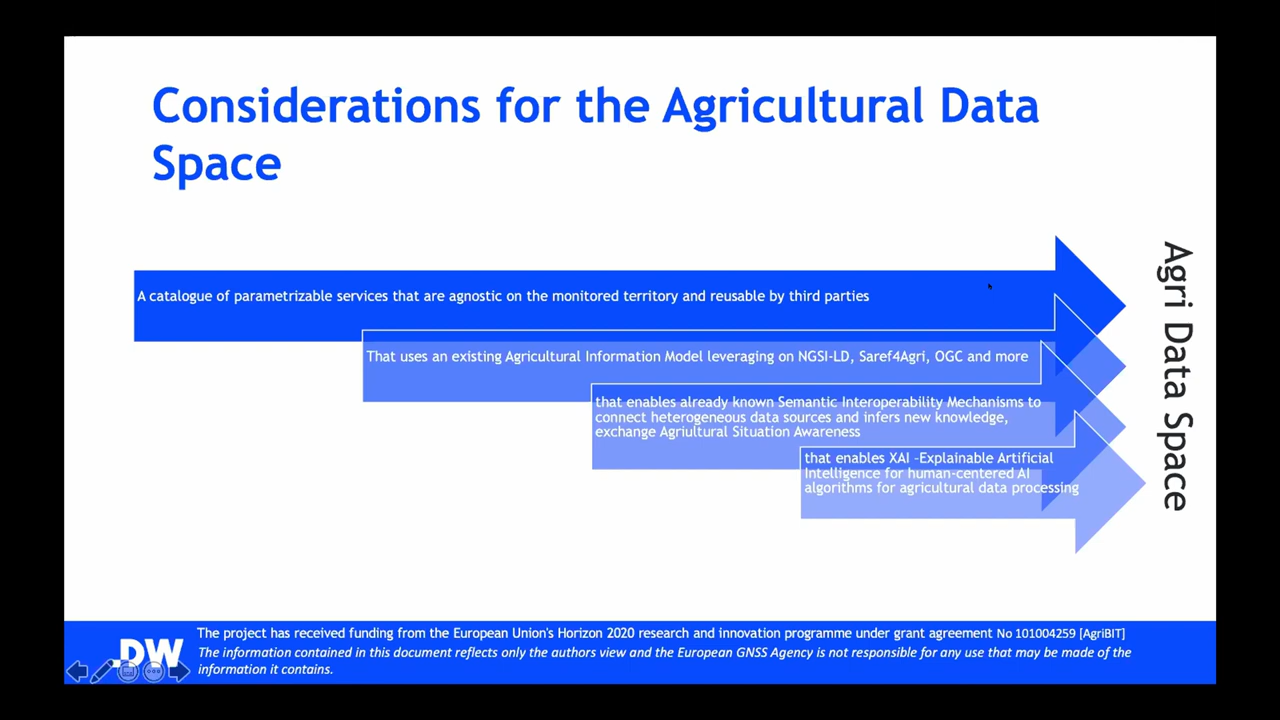 Considerations for the Agricultural Data
Space
A catalogue of parametrizable services that are agnostic on the monitored territory and reusable by third parties
That uses an existing Agricultural Information Model leveraging on NGSI-LD, Saref4Agri, OGC and more
that enables already known Semantic Interoperability Mechanisms to
connect heterogeneous data sources and infers new knowledge,
exchange Agriultural Situation Awareness
that enables XAI -Explainable Artificial
Intelligence for human-centered AI
algorithms for agricultural data processing
Agri Data Space
The project has received funding from the European Union's Horizon 2020 research and innovation programme under grant agreement No 101004259 [AgriBIT]
The information contained in this document reflects only the authors view and the European GNSS Agency is not responsible for any use that may be made of the
information it contains.
.DW